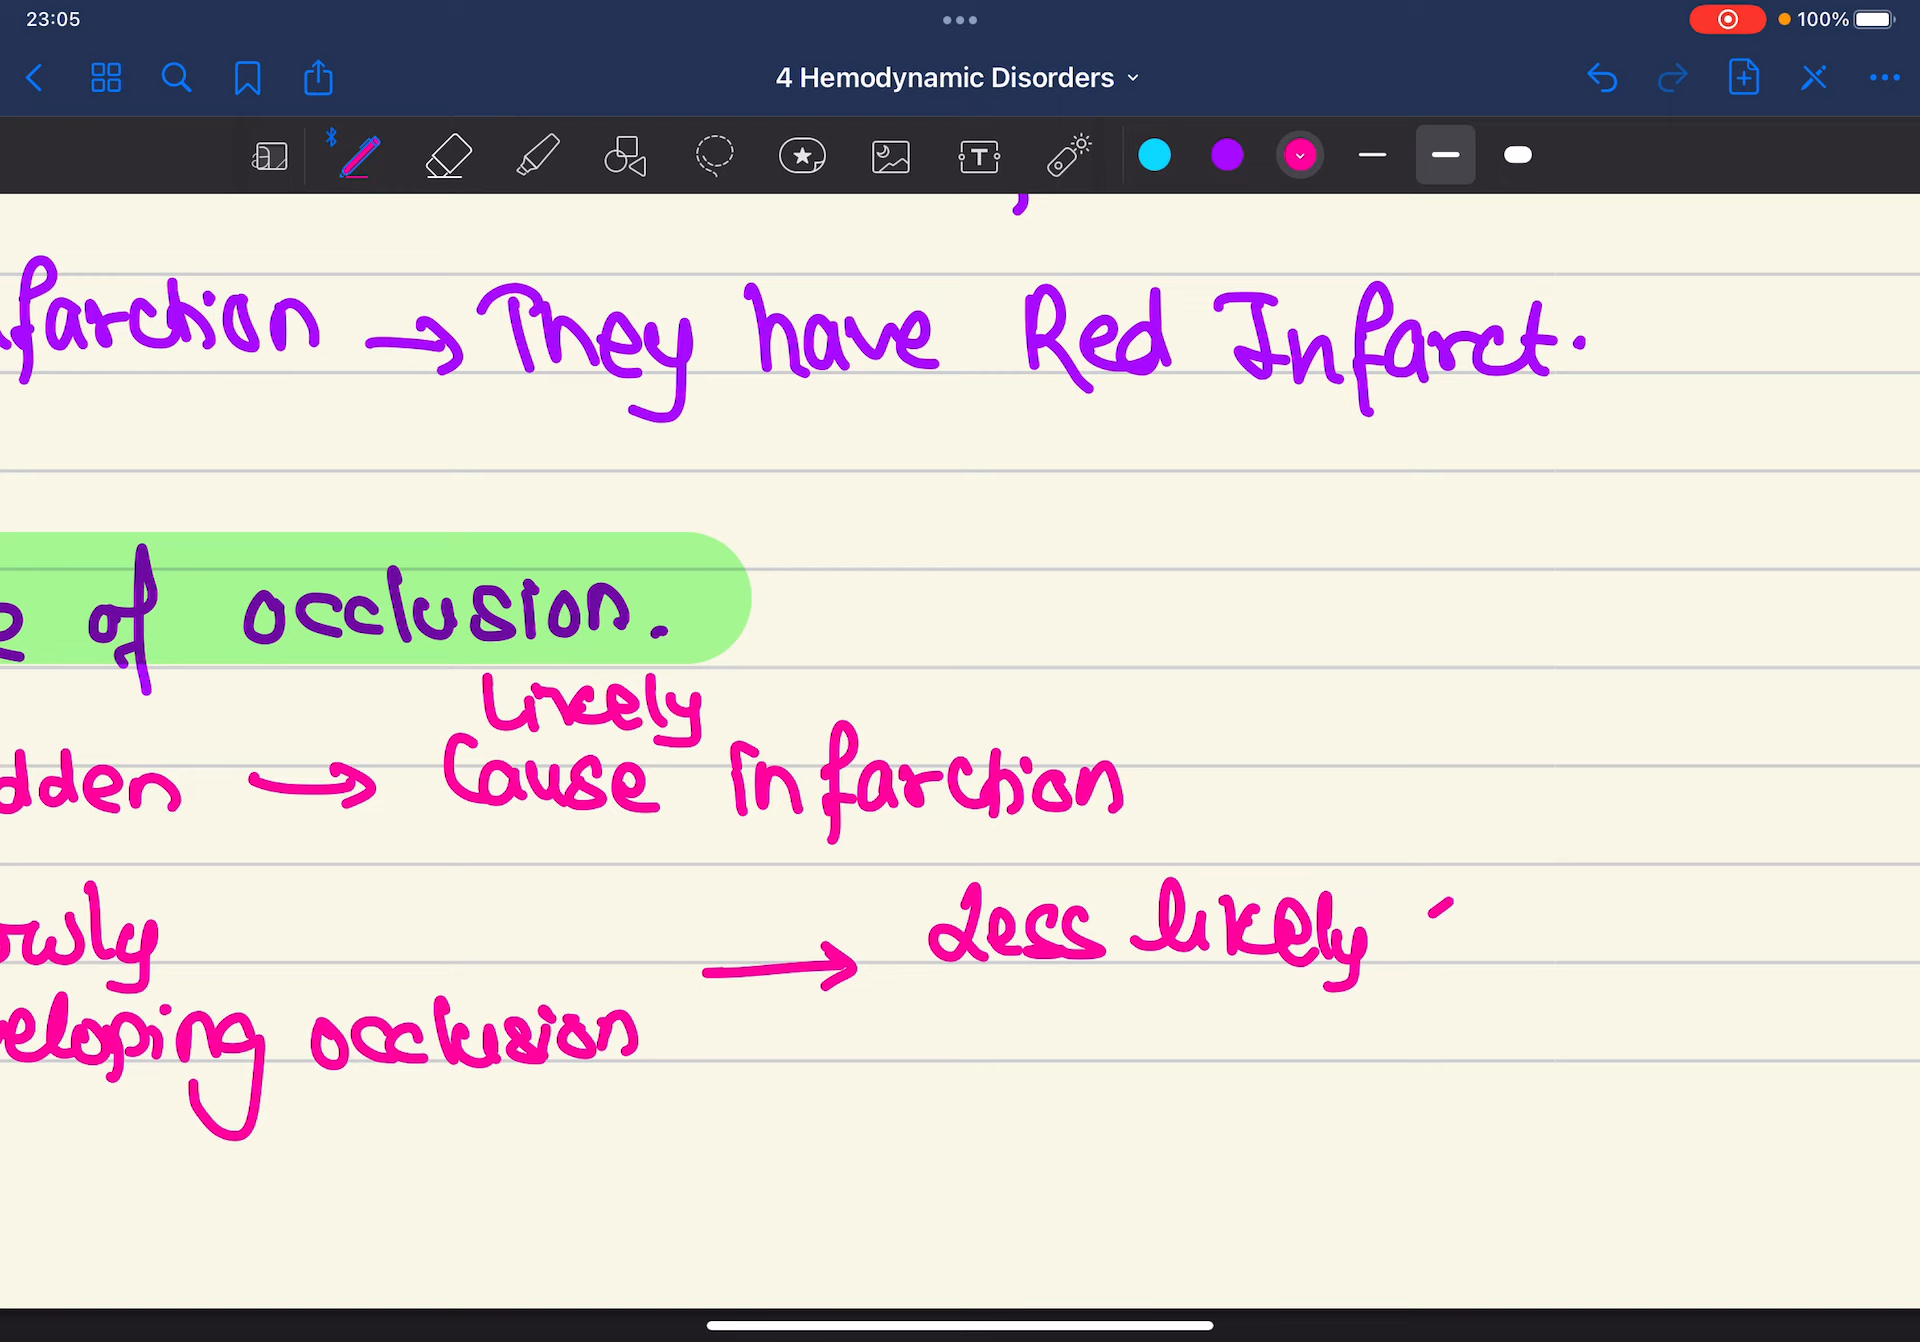 23:05
100%
4 Hemodynamic Disorders
T
farction → They have Red Infarct.
of occlusion.
Likely
dden → Cause infarction
owly → Less likely
eloping occlusion